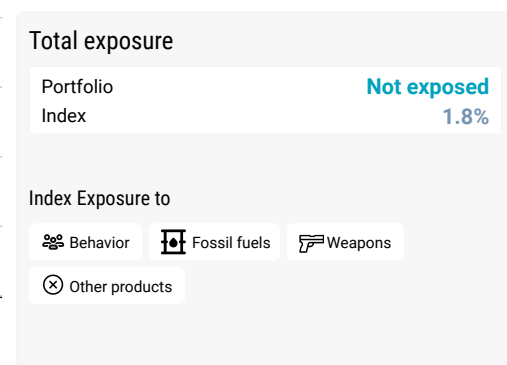 Total exposure
Portfolio Not exposed
Index 1.8%
Index Exposure to
Behavior Fossil fuels Weapons
Other products